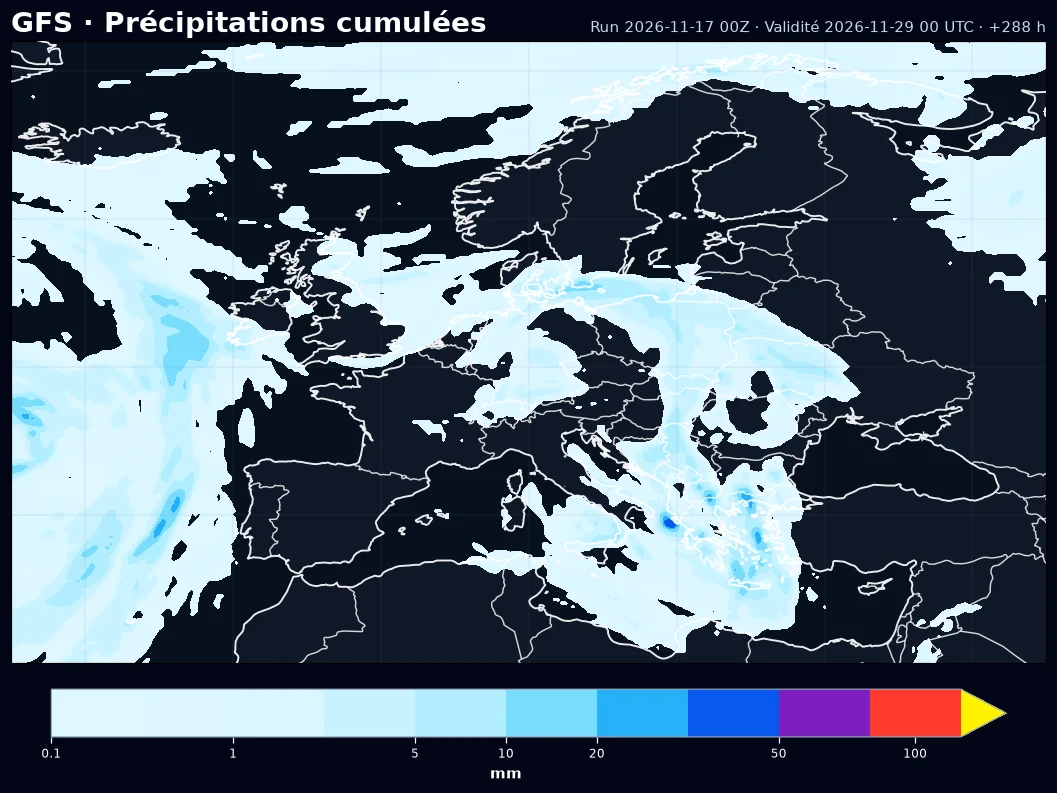 GFS · Précipitations cumulées
Run 2026-11-17 00Z · Validité 2026-11-29 00 UTC · +288 h
0.1 1 5 10 20 50 100
mm